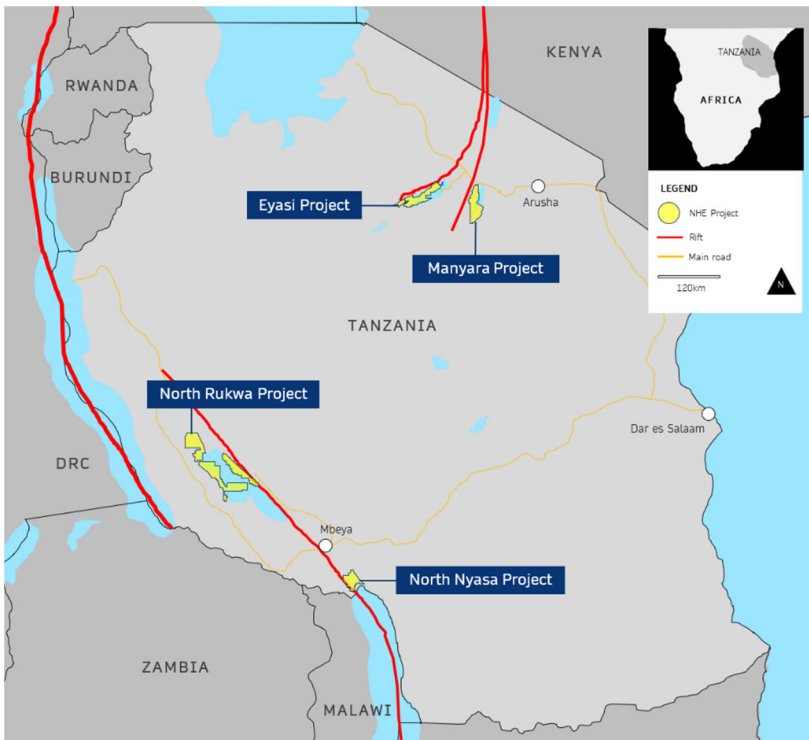 KENYA
TANZANIA
AFRICA
RWANDA
BURUNDI
LEGEND
NHE Project
Rift
Main road
120km
N
Eyasi Project
Arusha
Manyara Project
TANZANIA
North Rukwa Project
Dar es Salaam
DRC
Mbeya
North Nyasa Project
ZAMBIA
MALAWI